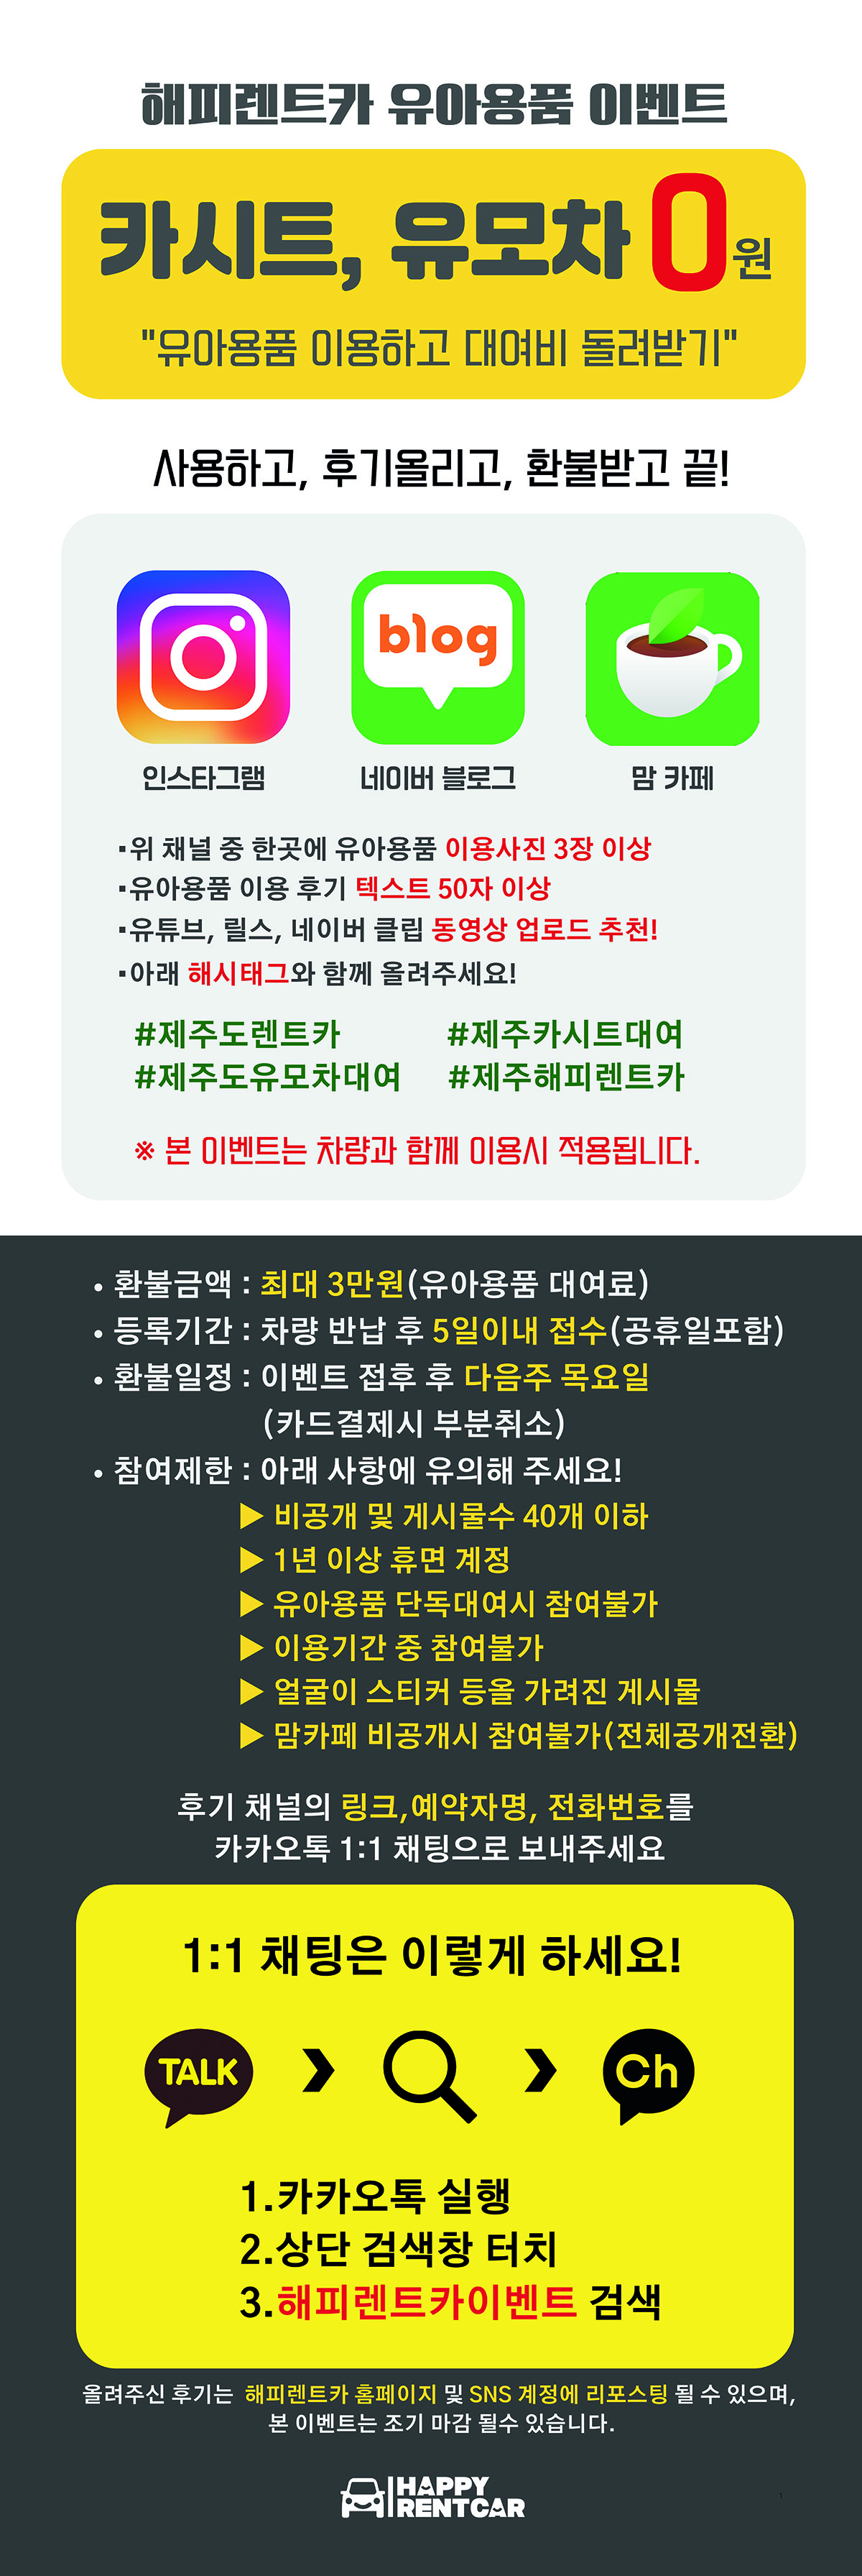 해피렌트카 유아용품 이벤트
카시트, 유모차 0원
"유아용품 이용하고 대여비 돌려받기"
사용하고, 후기올리고, 환불받고 끝!
blog
인스타그램 네이버 블로그 맘 카페
▪위 채널 중 한곳에 유아용품 이용사진 3장 이상
▪유아용품 이용 후기 텍스트 50자 이상
▪유튜브, 릴스, 네이버 클립 동영상 업로드 추천!
▪아래 해시태그와 함께 올려주세요!
#제주도렌트카 #제주카시트대여
#제주도유모차대여 #제주해피렌트카
※ 본 이벤트는 차량과 함께 이용시 적용됩니다.
• 환불금액 : 최대 3만원(유아용품 대여료)
• 등록기간 : 차량 반납 후 5일이내 접수(공휴일포함)
• 환불일정 : 이벤트 접후 후 다음주 목요일
(카드결제시 부분취소)
• 참여제한 : 아래 사항에 유의해 주세요!
▶ 비공개 및 게시물수 40개 이하
▶ 1년 이상 휴면 계정
▶ 유아용품 단독대여시 참여불가
▶ 이용기간 중 참여불가
▶ 얼굴이 스티커 등올 가려진 게시물
▶ 맘카페 비공개시 참여불가(전체공개전환)
후기 채널의 링크,예약자명, 전화번호를
카카오톡 1:1 채팅으로 보내주세요
1:1 채팅은 이렇게 하세요!
TALK › › Ch
1.카카오톡 실행
2.상단 검색창 터치
3.해피렌트카이벤트 검색
올려주신 후기는 해피렌트카 홈페이지 및 SNS 계정에 리포스팅 될 수 있으며,
본 이벤트는 조기 마감 될수 있습니다.
HAPPY
RENTCAR